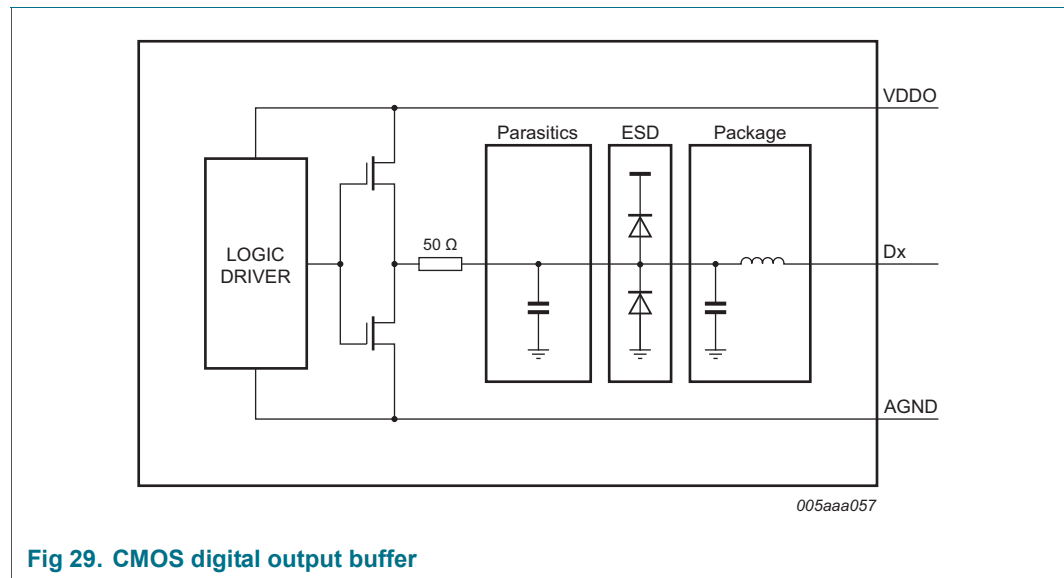 VDDO
Parasitics
ESD
Package
LOGIC
DRIVER
50 Ω
Dx
AGND
005aaa057
Fig 29. CMOS digital output buffer